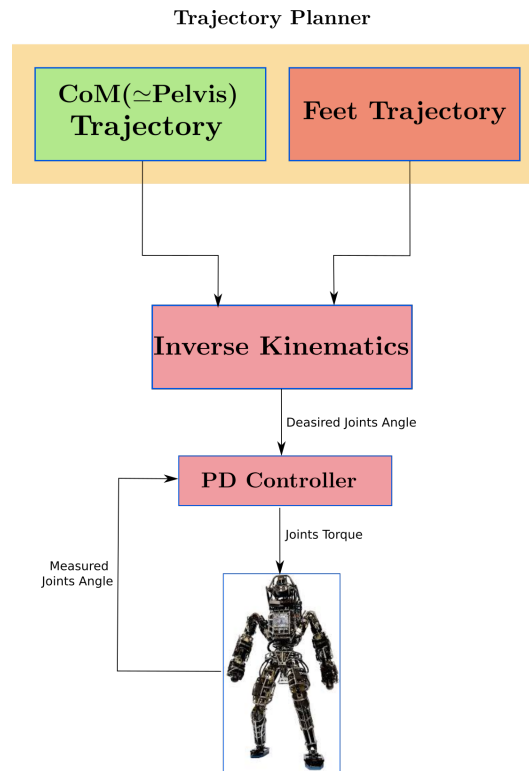 Trajectory Planner
CoM(≃Pelvis)
Trajectory
Feet Trajectory
Inverse Kinematics
Deasired Joints Angle
PD Controller
Joints Torque
Measured
Joints Angle